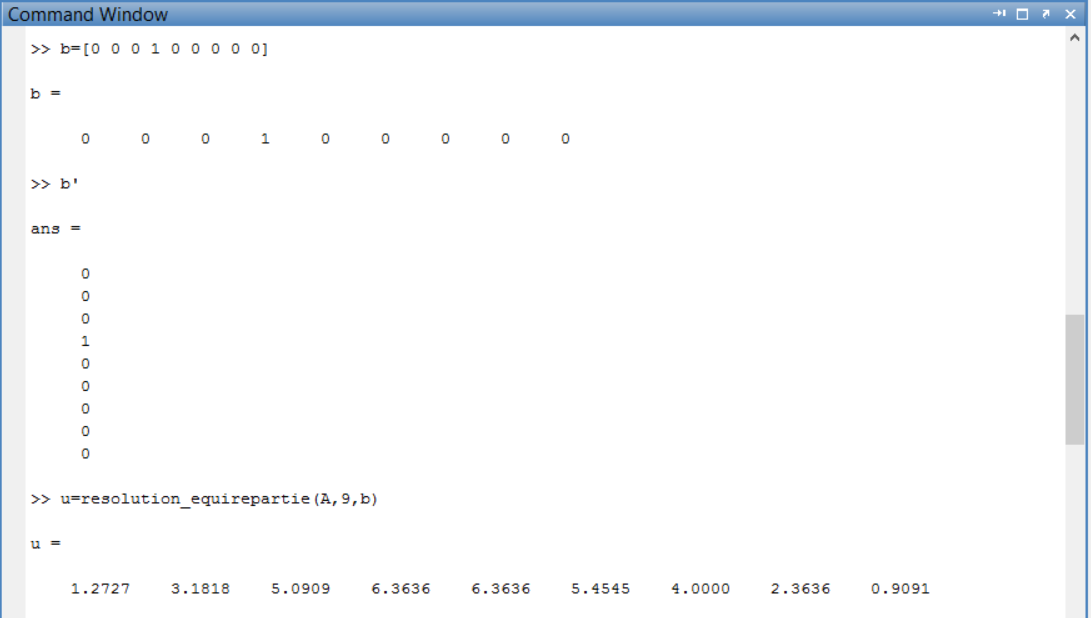 Command Window
>> b=[0 0 0 1 0 0 0 0 0]
b =
0 0 0 1 0 0 0 0 0
>> b'
ans =
0
0
0
1
0
0
0
0
0
>> u=resolution_equirepartie(A,9,b)
u =
1.2727 3.1818 5.0909 6.3636 6.3636 5.4545 4.0000 2.3636 0.9091